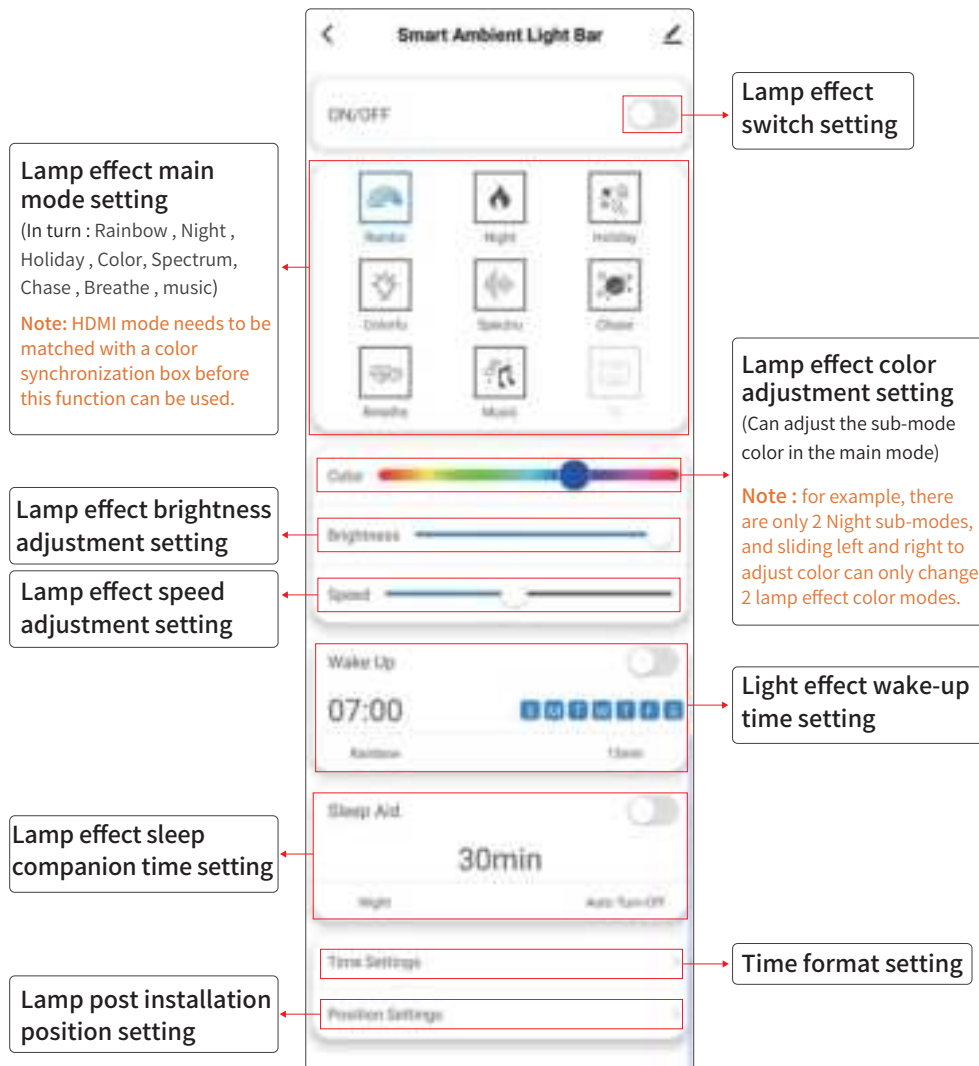 Smart Ambient Light Bar
ON/OFF
Lamp effect
switch setting
Lamp effect main
mode setting
(In turn : Rainbow , Night ,
Holiday , Color, Spectrum,
Chase , Breathe , music)
Note: HDMI mode needs to be
matched with a color
synchronization box before
this function can be used.
Night
Holiday
Chase
Breathe
Music
Lamp effect color
adjustment setting
(Can adjust the sub-mode
color in the main mode)
Note : for example, there
are only 2 Night sub-modes,
and sliding left and right to
adjust color can only change
2 lamp effect color modes.
Color
Lamp effect brightness
adjustment setting
Brightness
Lamp effect speed
adjustment setting
Speed
Wake Up
07:00
S M T W T F S
Rainbow
15min
Light effect wake-up
time setting
Lamp effect sleep
companion time setting
Sleep Aid
30min
Night
Auto Turn-Off
Time Settings
Time format setting
Lamp post installation
position setting
Position Settings